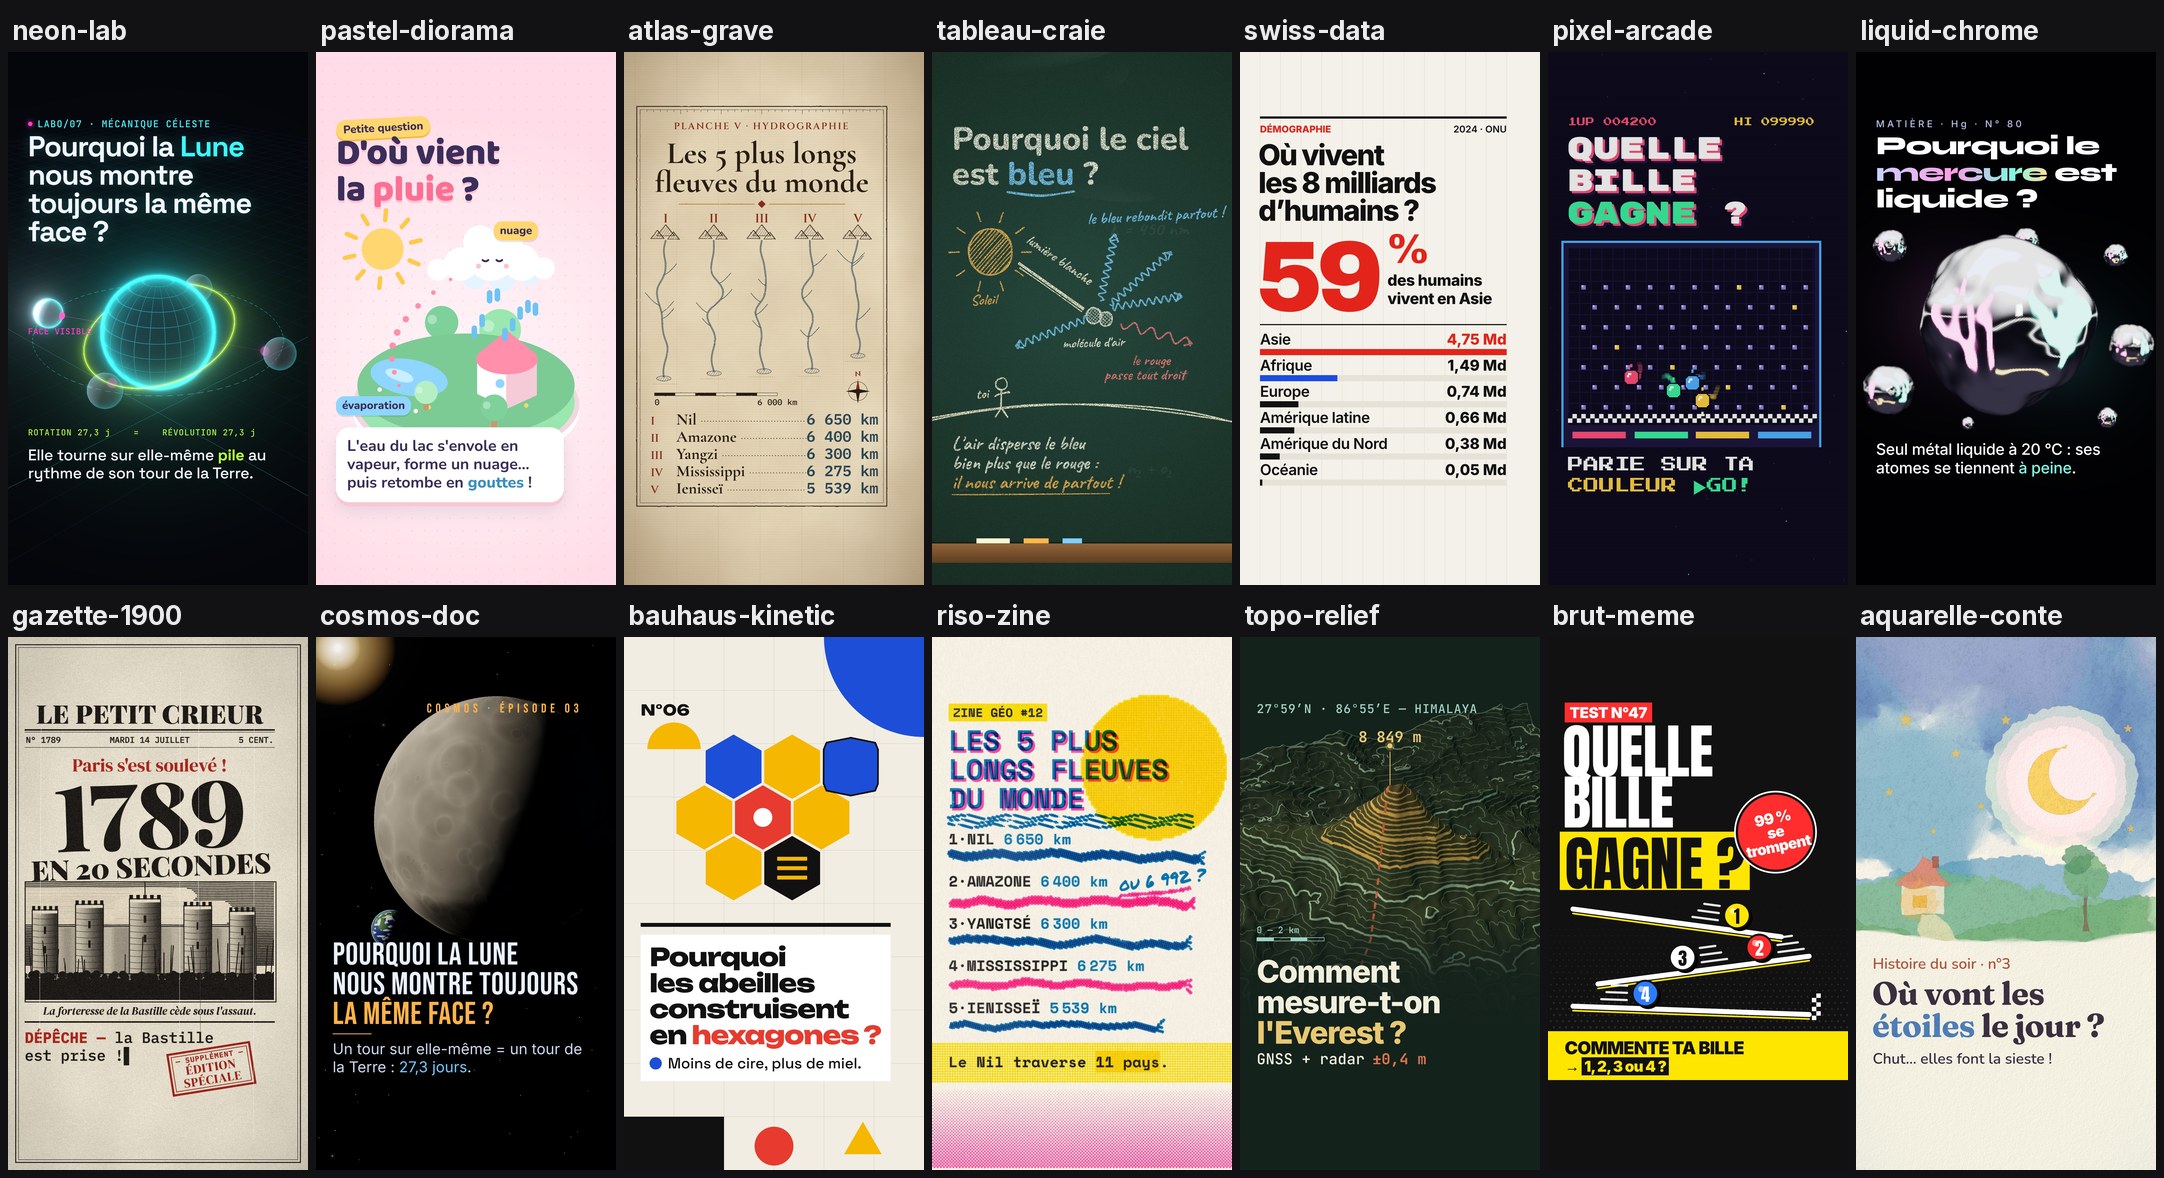 neon-lab
LABO/07 · MÉCANIQUE CÉLESTE
Pourquoi la Lune
nous montre
toujours la même
face ?
FACE VISIBLE
ROTATION 27,3 j = RÉVOLUTION 27,3 j
Elle tourne sur elle-même pile au
rythme de son tour de la Terre.
pastel-diorama
Petite question
D'où vient
la pluie ?
nuage
évaporation
L'eau du lac s'envole en
vapeur, forme un nuage...
puis retombe en gouttes !
atlas-grave
PLANCHE V · HYDROGRAPHIE
Les 5 plus longs
fleuves du monde
I II III IV V
N
0 6 000 km
I Nil 6 650 km
II Amazone 6 400 km
III Yangzi 6 300 km
IV Mississippi 6 275 km
V Ienisseï 5 539 km
tableau-craie
Pourquoi le ciel
est bleu ?
le bleu rebondit partout !
lumière blanche
Soleil
molécule d'air
le rouge
passe tout droit
toi
L'air disperse le bleu
bien plus que le rouge :
il nous arrive de partout !
swiss-data
DÉMOGRAPHIE 2024 · ONU
Où vivent
les 8 milliards
d'humains ?
59 %
des humains
vivent en Asie
Asie 4,75 Md
Afrique 1,49 Md
Europe 0,74 Md
Amérique latine 0,66 Md
Amérique du Nord 0,38 Md
Océanie 0,05 Md
pixel-arcade
1UP 004200 HI 099990
QUELLE
BILLE
GAGNE ?
PARIE SUR TA
COULEUR ▶GO!
liquid-chrome
MATIÈRE · Hg · N° 80
Pourquoi le
mercure est
liquide ?
Seul métal liquide à 20 °C : ses
atomes se tiennent à peine.
gazette-1900
LE PETIT CRIEUR
N° 1789 MARDI 14 JUILLET 5 CENT.
Paris s'est soulevé !
1789
EN 20 SECONDES
La forteresse de la Bastille cède sous l'assaut.
DÉPÊCHE — la Bastille
est prise !
SUPPLÉMENT
ÉDITION
SPÉCIALE
cosmos-doc
COSMOS · ÉPISODE 03
POURQUOI LA LUNE
NOUS MONTRE TOUJOURS
LA MÊME FACE ?
Un tour sur elle-même = un tour de
la Terre : 27,3 jours.
bauhaus-kinetic
N°06
Pourquoi
les abeilles
construisent
en hexagones ?
Moins de cire, plus de miel.
riso-zine
ZINE GÉO #12
LES 5 PLUS
LONGS FLEUVES
DU MONDE
1·NIL 6 650 km
2·AMAZONE 6 400 km ou 6 992 ?
3·YANGTSÉ 6 300 km
4·MISSISSIPPI 6 275 km
5·IENISSEÏ 5 539 km
Le Nil traverse 11 pays.
topo-relief
27°59′N · 86°55′E — HIMALAYA
8 849 m
0 — 2 km
Comment
mesure-t-on
l'Everest ?
GNSS + radar ±0,4 m
brut-meme
TEST N°47
QUELLE
BILLE
GAGNE ?
99 %
se
trompent
1
2
3
4
COMMENTE TA BILLE
→ 1, 2, 3 ou 4 ?
aquarelle-conte
Histoire du soir · n°3
Où vont les
étoiles le jour ?
Chut... elles font la sieste !